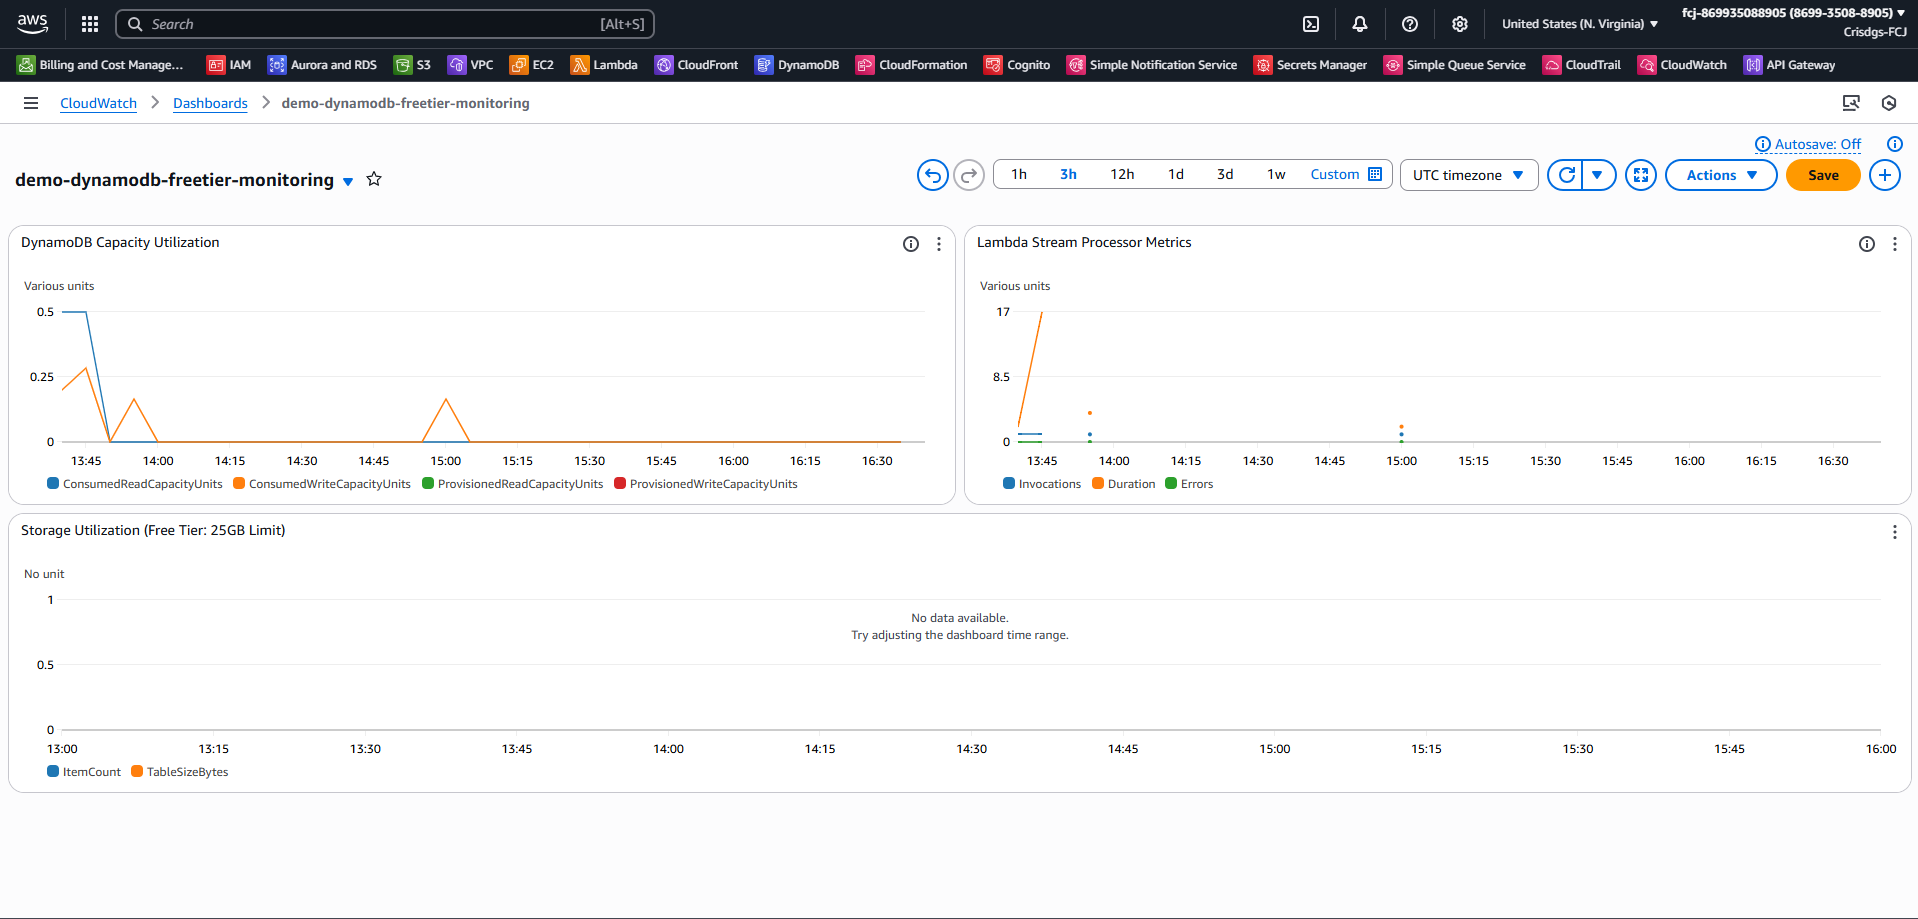 aws
Search [Alt+S]
United States (N. Virginia)
fcj-869935088905 (8699-3508-8905)
Crisdgs-FCJ
Billing and Cost Manage... IAM Aurora and RDS S3 VPC EC2 Lambda CloudFront DynamoDB CloudFormation Cognito Simple Notification Service Secrets Manager Simple Queue Service CloudTrail CloudWatch API Gateway
CloudWatch Dashboards demo-dynamodb-freetier-monitoring
Autosave: Off
demo-dynamodb-freetier-monitoring
1h 3h 12h 1d 3d 1w Custom UTC timezone Actions Save
DynamoDB Capacity Utilization
Various units
0.5
0.25
0
13:45 14:00 14:15 14:30 14:45 15:00 15:15 15:30 15:45 16:00 16:15 16:30
ConsumedReadCapacityUnits ConsumedWriteCapacityUnits ProvisionedReadCapacityUnits ProvisionedWriteCapacityUnits
Lambda Stream Processor Metrics
Various units
17
8.5
0
13:45 14:00 14:15 14:30 14:45 15:00 15:15 15:30 15:45 16:00 16:15 16:30
Invocations Duration Errors
Storage Utilization (Free Tier: 25GB Limit)
No unit
1
No data available.
Try adjusting the dashboard time range.
0.5
0
13:00 13:15 13:30 13:45 14:00 14:15 14:30 14:45 15:00 15:15 15:30 15:45 16:00
ItemCount TableSizeBytes